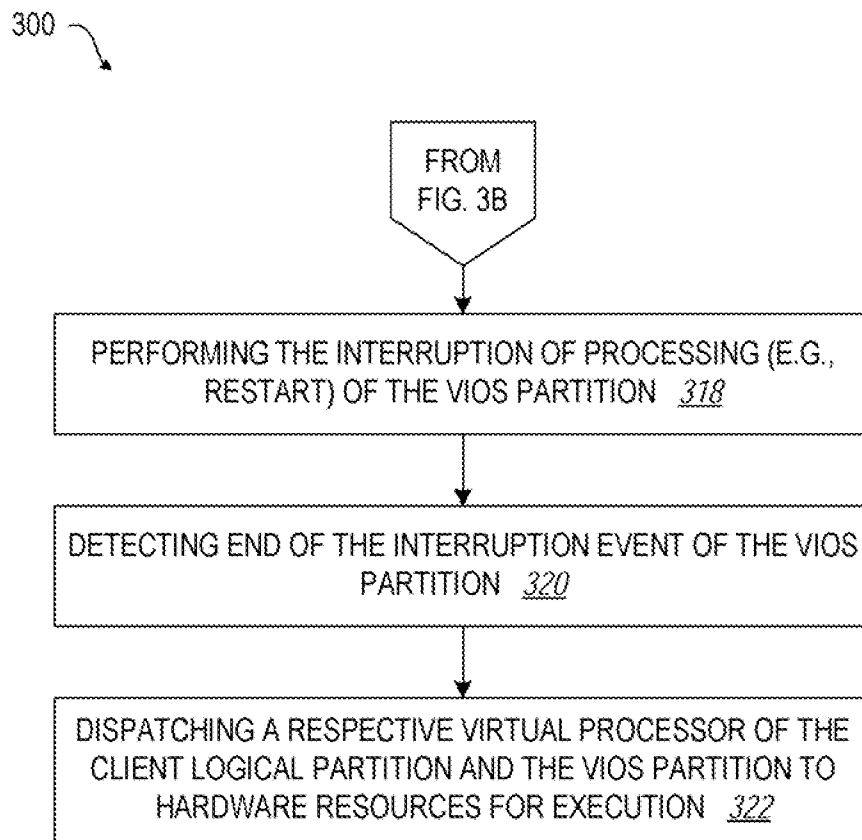 300
FROM
FIG. 3B
PERFORMING THE INTERRUPTION OF PROCESSING (E.G.,
RESTART) OF THE VIOS PARTITION 318
DETECTING END OF THE INTERRUPTION EVENT OF THE VIOS
PARTITION 320
DISPATCHING A RESPECTIVE VIRTUAL PROCESSOR OF THE
CLIENT LOGICAL PARTITION AND THE VIOS PARTITION TO
HARDWARE RESOURCES FOR EXECUTION 322